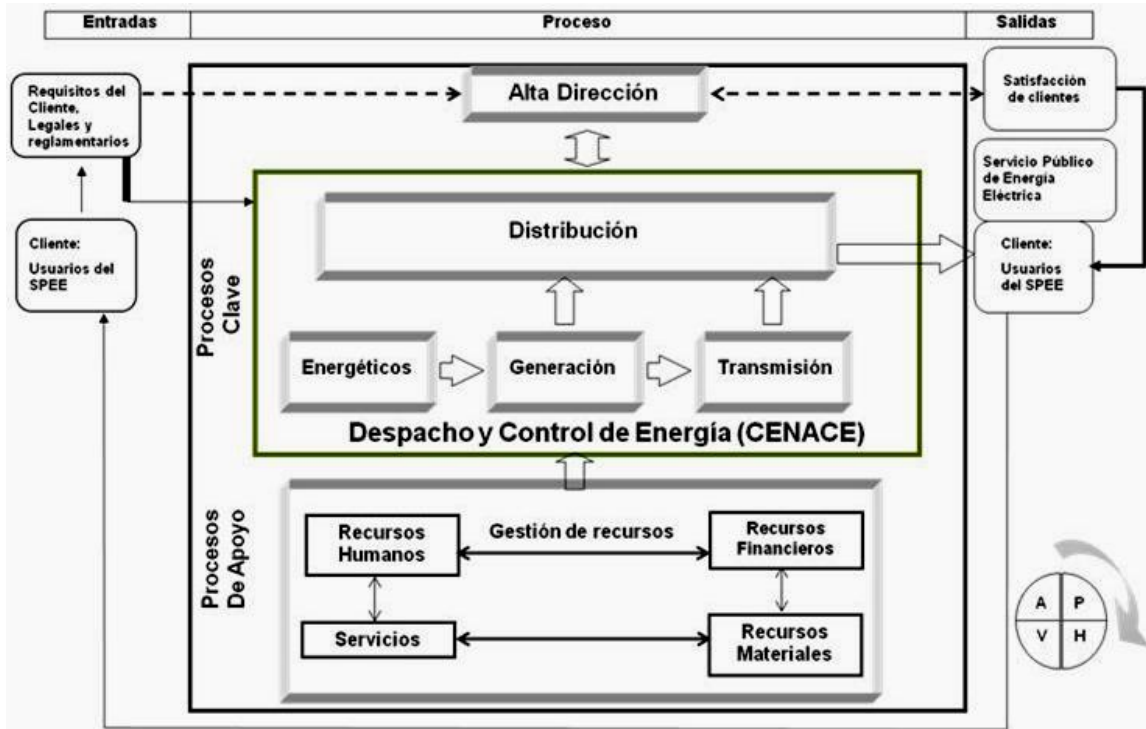 Entradas
Proceso
Salidas
Requisitos del
Cliente,
Legales y
reglamentarios
Alta Dirección
Satisfacción
de clientes
Servicio Público
de Energía
Eléctrica
Cliente:
Usuarios del
SPEE
Procesos
Clave
Distribución
Cliente:
Usuarios
del SPEE
Energéticos
Generación
Transmisión
Despacho y Control de Energía (CENACE)
Procesos
De Apoyo
Recursos
Humanos
Gestión de recursos
Recursos
Financieros
Servicios
Recursos
Materiales
A P
V H